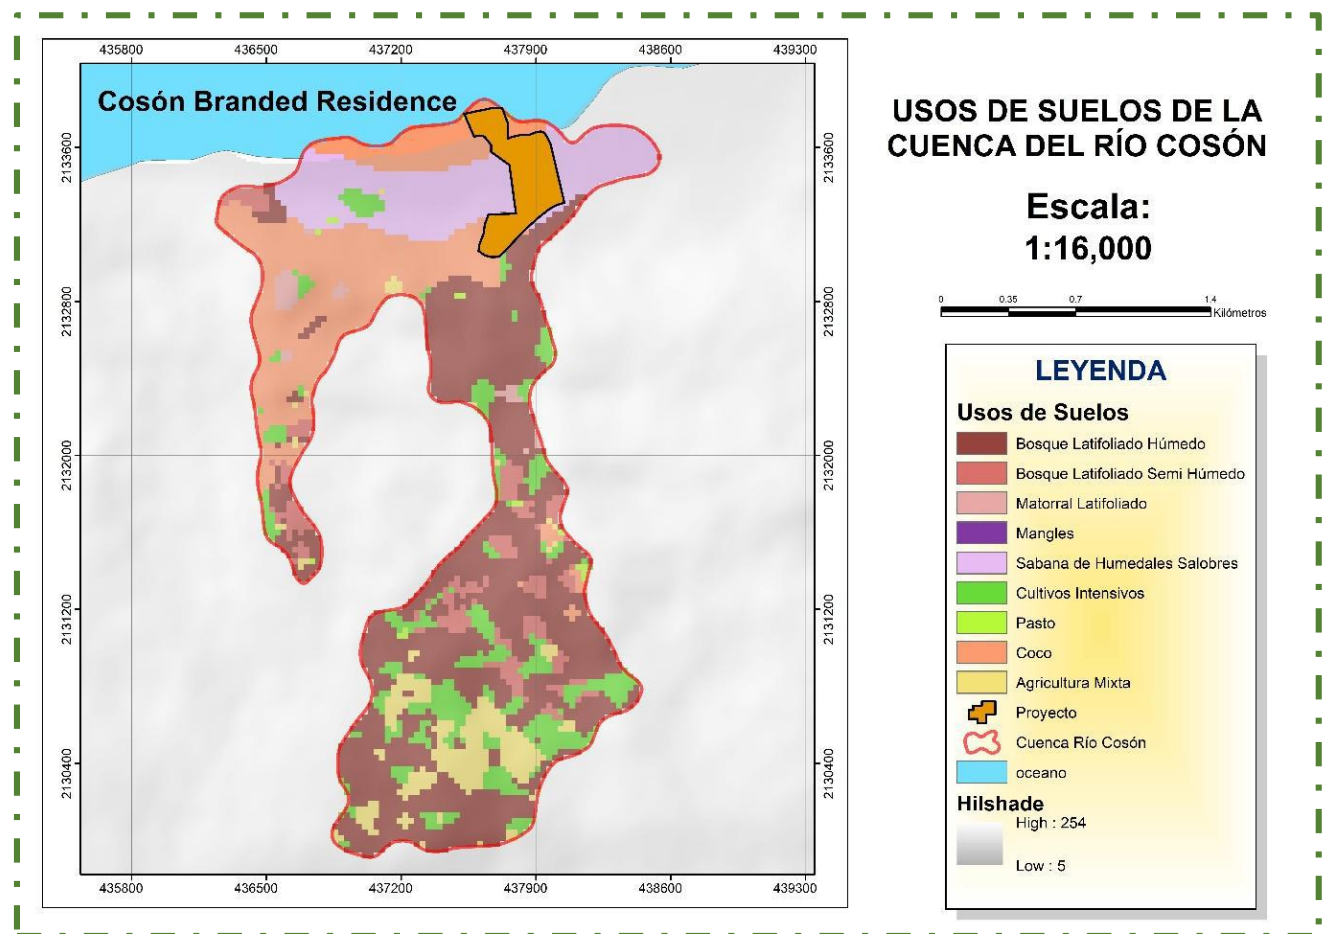 435800 436500 437200 437900 438600 439300
Cosón Branded Residence
2133600
2132800
2132000
2131200
2130400
2133600
2132800
2132000
2131200
2130400
435800 436500 437200 437900 438600 439300
USOS DE SUELOS DE LA
CUENCA DEL RÍO COSÓN
Escala:
1:16,000
0 0.35 0.7 1.4
Kilómetros
LEYENDA
Usos de Suelos
Bosque Latifoliado Húmedo
Bosque Latifoliado Semi Húmedo
Matorral Latifoliado
Mangles
Sabana de Humedales Salobres
Cultivos Intensivos
Pasto
Coco
Agricultura Mixta
Proyecto
Cuenca Río Cosón
oceano
Hilshade
High : 254
Low : 5